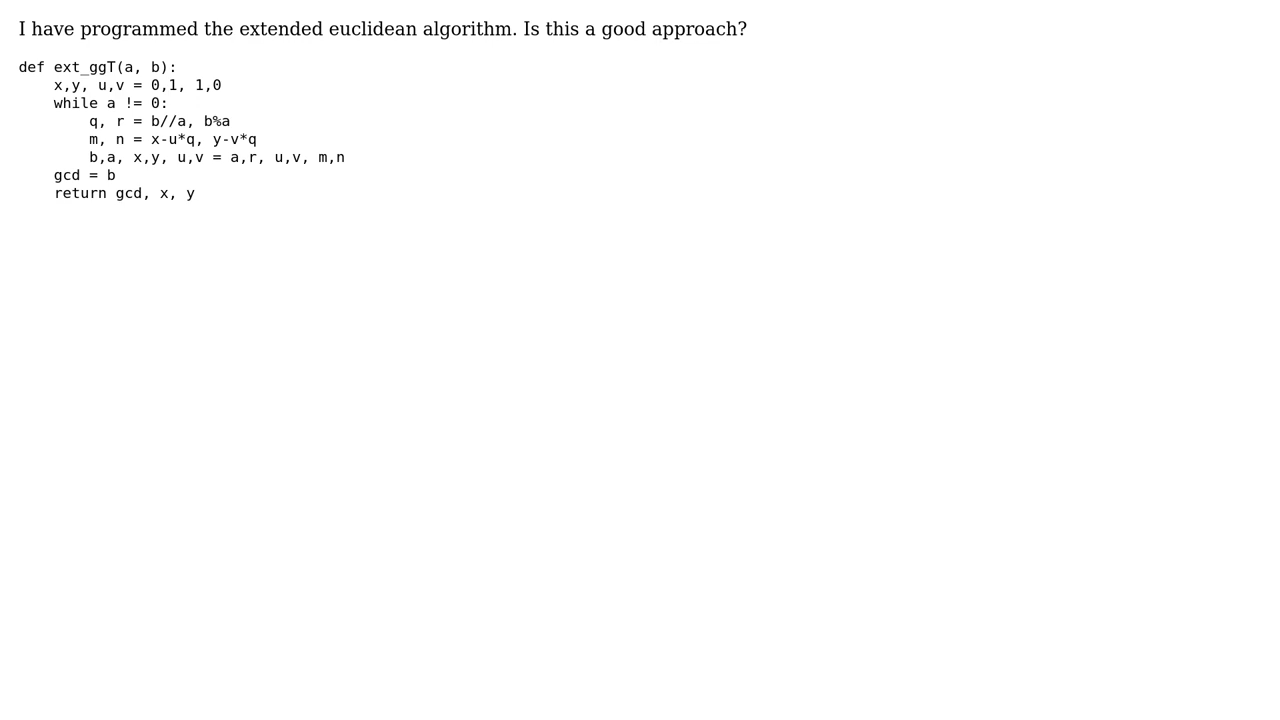 I have programmed the extended euclidean algorithm. Is this a good approach?
def ext_ggT(a, b):
    x,y, u,v = 0,1, 1,0
    while a != 0:
        q, r = b//a, b%a
        m, n = x-u*q, y-v*q
        b,a, x,y, u,v = a,r, u,v, m,n
    gcd = b
    return gcd, x, y